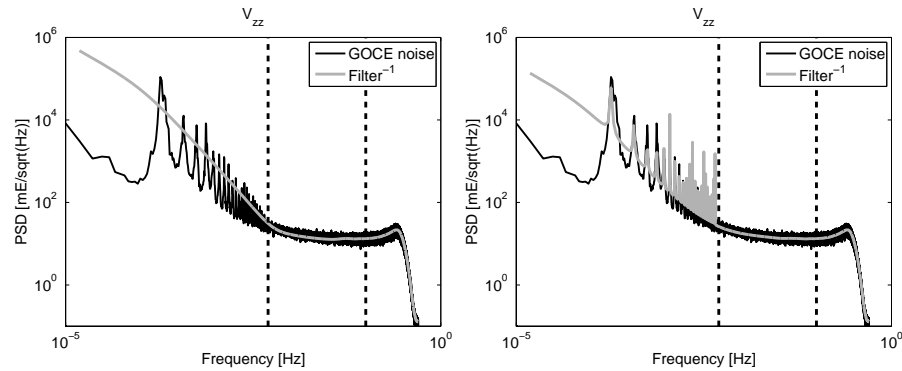 V_zz
10^6
10^4
10^2
10^0
PSD [mE/sqrt(Hz)]
GOCE noise
Filter^−1
10^−5
10^0
Frequency [Hz]
V_zz
10^6
10^4
10^2
10^0
PSD [mE/sqrt(Hz)]
GOCE noise
Filter^−1
10^−5
10^0
Frequency [Hz]